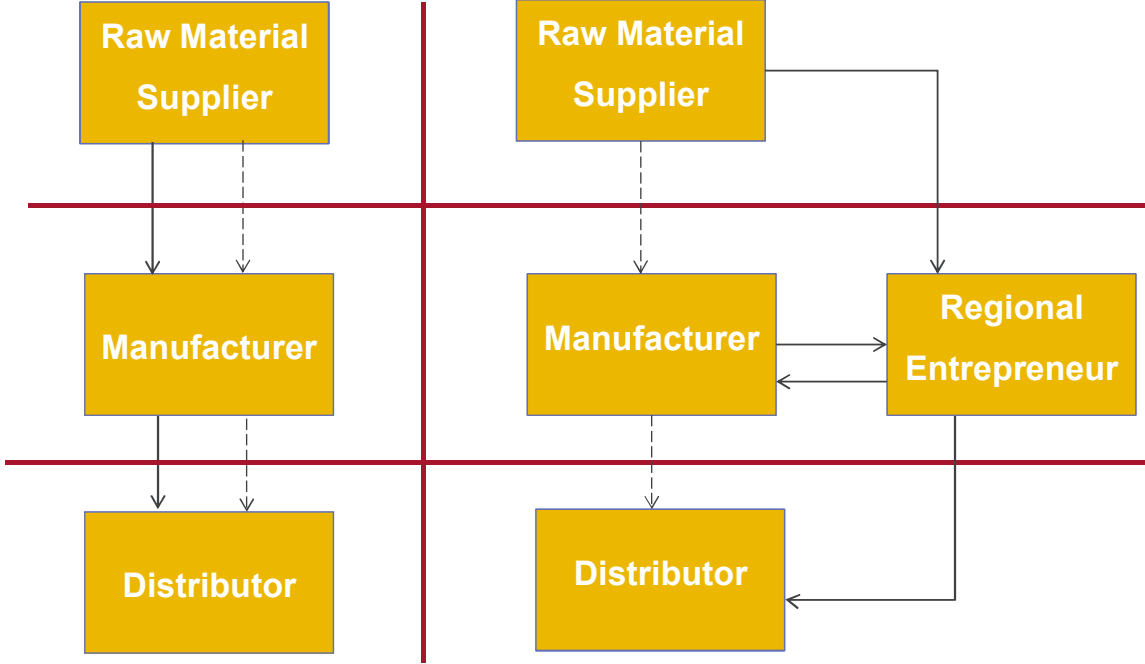 Raw Material
Supplier
Manufacturer
Distributor
Raw Material
Supplier
Manufacturer
Regional
Entrepreneur
Distributor